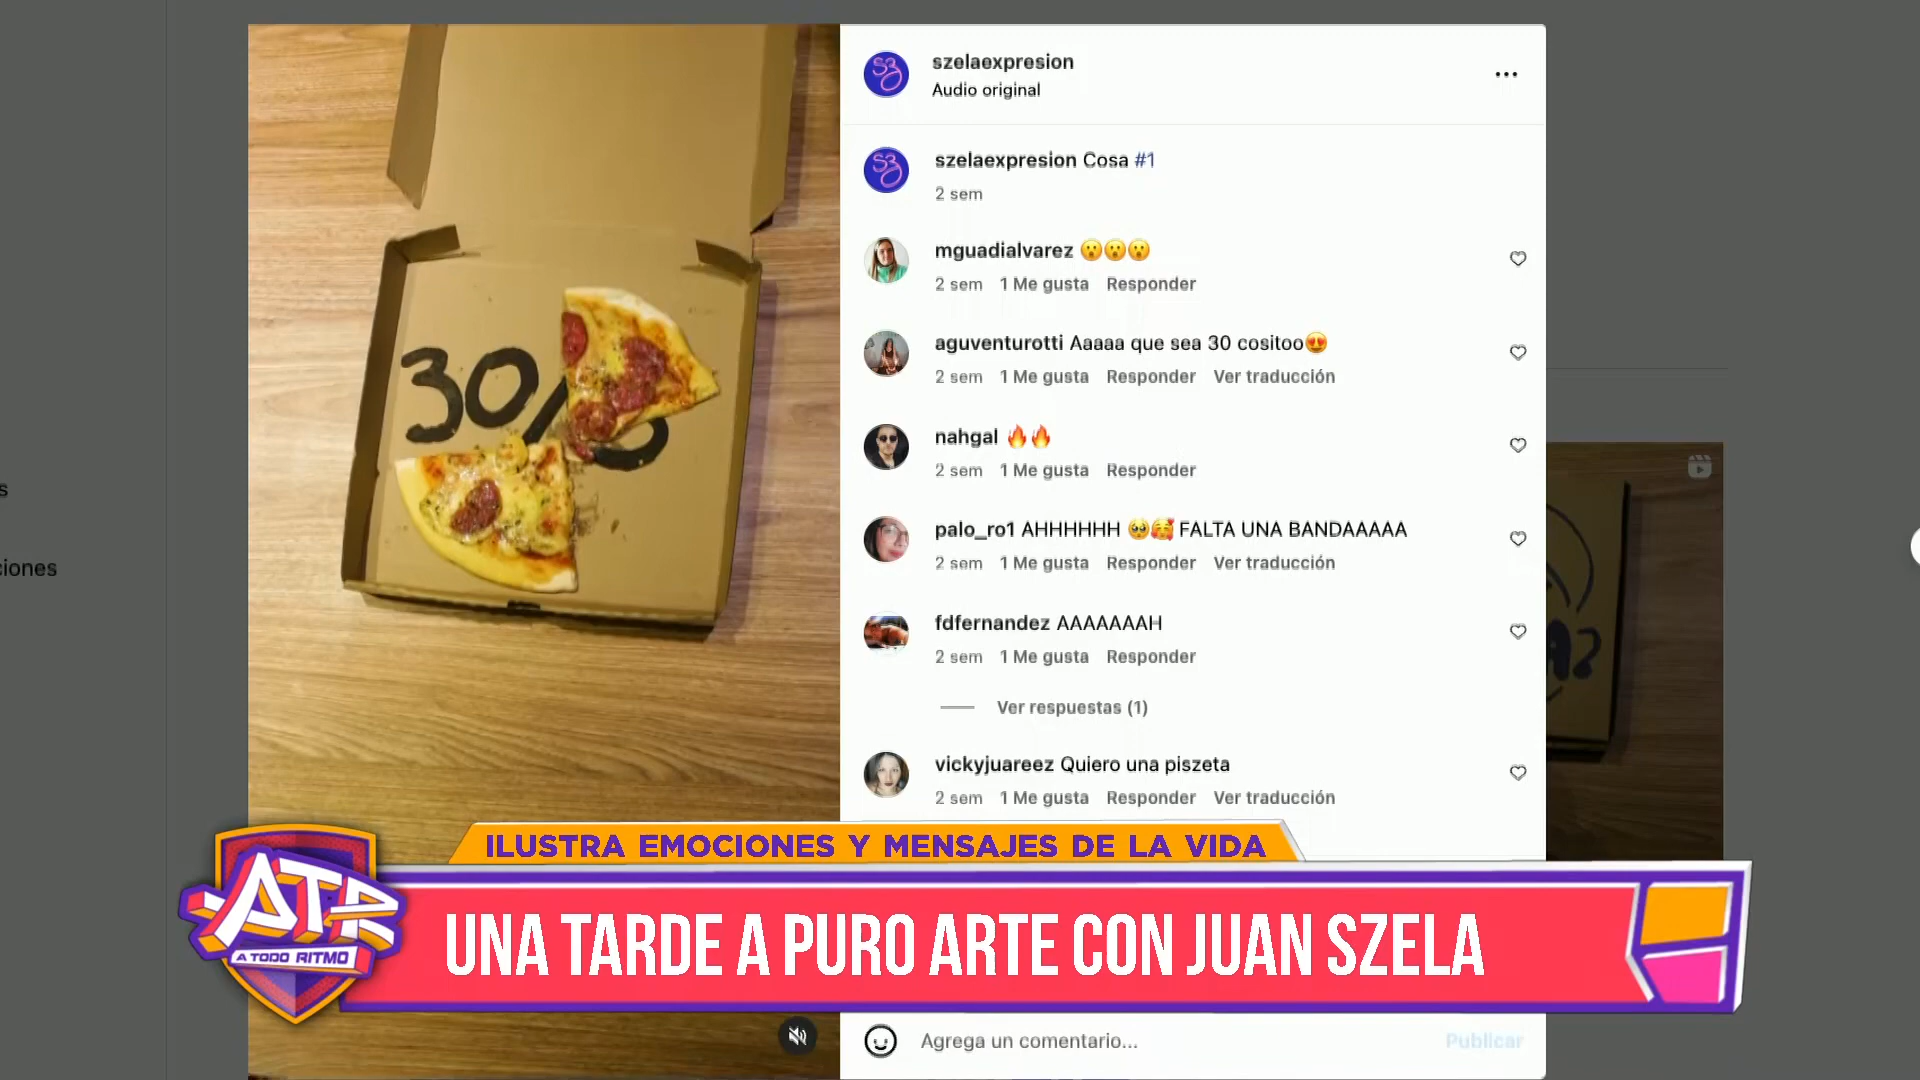 szelaexpresion
Audio original
szelaexpresion Cosa #1
2 sem
mguadialvarez 😮😮😮
2 sem 1 Me gusta Responder
aguventurotti Aaaaa que sea 30 cositoo😍
2 sem 1 Me gusta Responder Ver traducción
nahgal 🔥🔥
2 sem 1 Me gusta Responder
palo_ro1 AHHHHHH 🥺🥰 FALTA UNA BANDAAAAA
2 sem 1 Me gusta Responder Ver traducción
fdfernandez AAAAAAAH
2 sem 1 Me gusta Responder
Ver respuestas (1)
vickyjuareez Quiero una piszeta
2 sem 1 Me gusta Responder Ver traducción
30/
ILUSTRA EMOCIONES Y MENSAJES DE LA VIDA
ATR
A TODO RITMO
UNA TARDE A PURO ARTE CON JUAN SZELA
Agrega un comentario...
Publicar